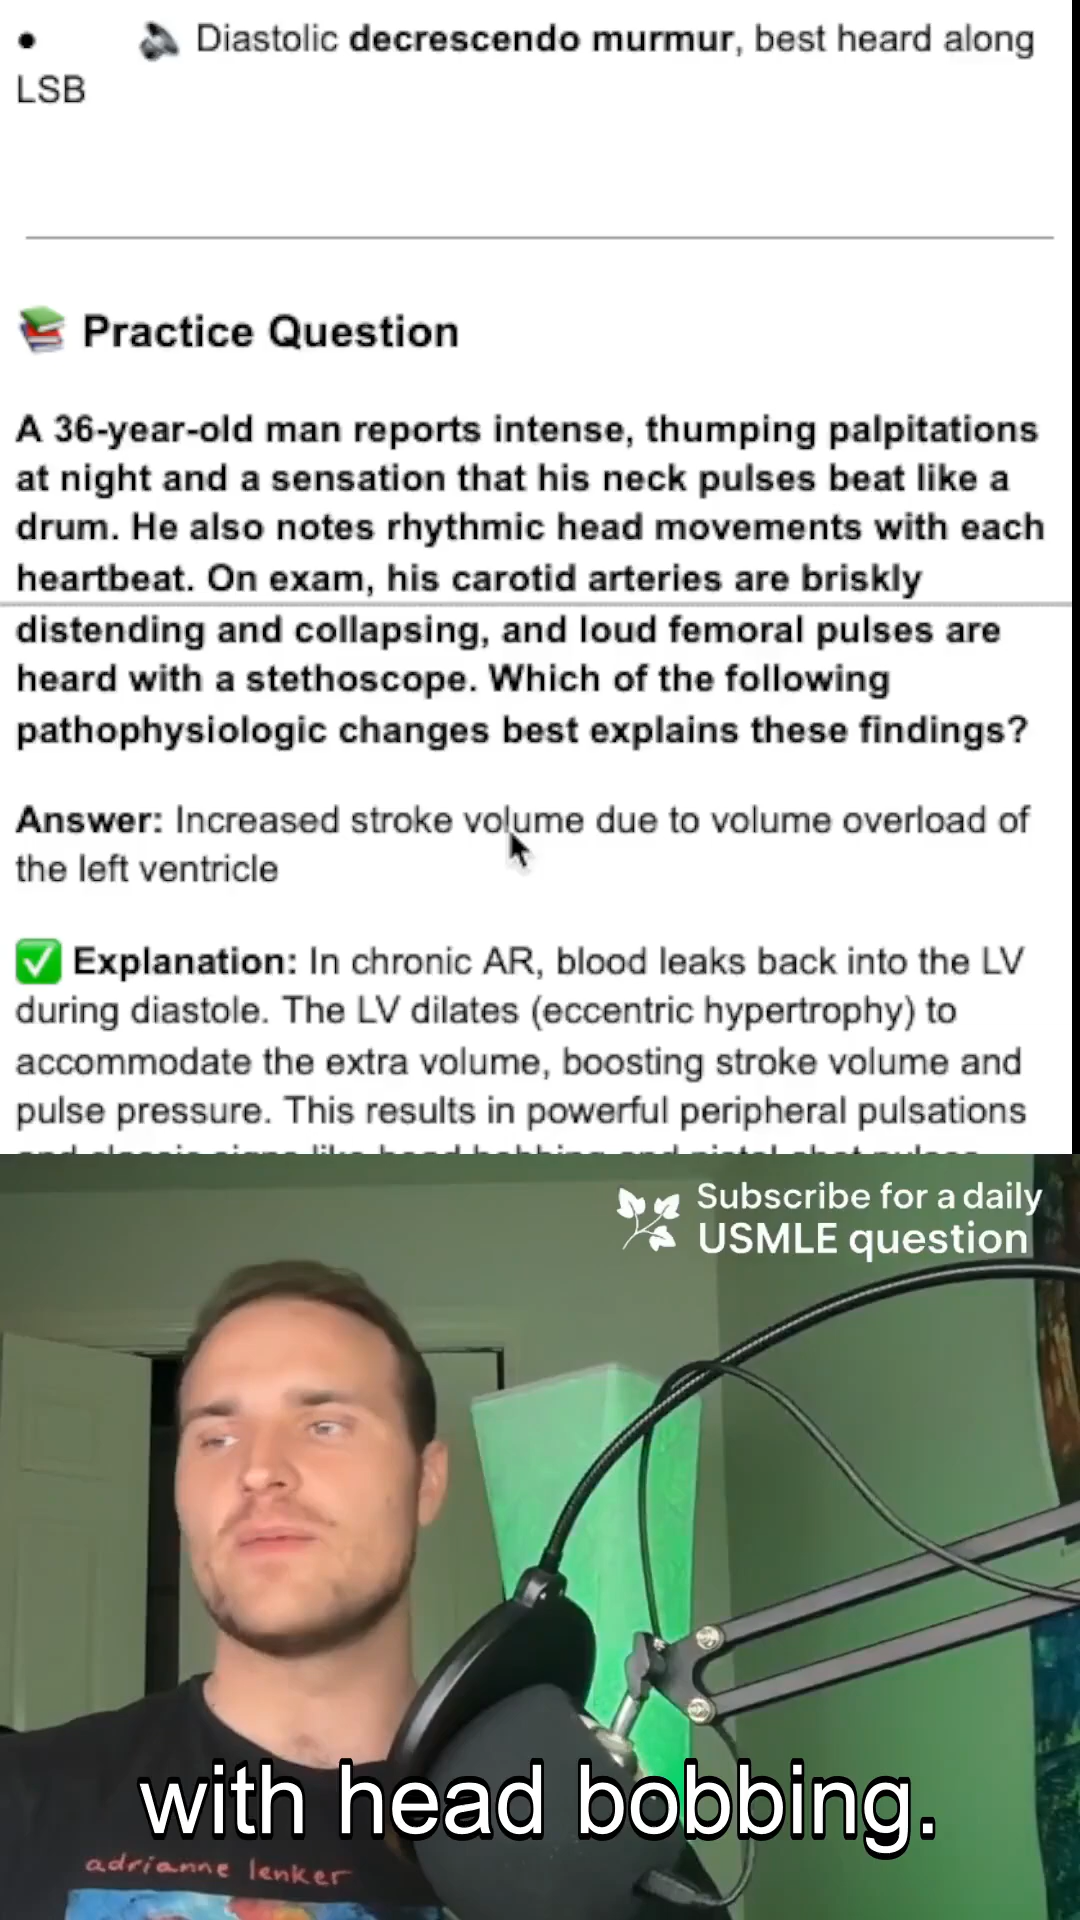 • 🔊 Diastolic decrescendo murmur, best heard along
LSB
📚 Practice Question
A 36-year-old man reports intense, thumping palpitations
at night and a sensation that his neck pulses beat like a
drum. He also notes rhythmic head movements with each
heartbeat. On exam, his carotid arteries are briskly
distending and collapsing, and loud femoral pulses are
heard with a stethoscope. Which of the following
pathophysiologic changes best explains these findings?
Answer: Increased stroke volume due to volume overload of
the left ventricle
✅ Explanation: In chronic AR, blood leaks back into the LV
during diastole. The LV dilates (eccentric hypertrophy) to
accommodate the extra volume, boosting stroke volume and
pulse pressure. This results in powerful peripheral pulsations
Subscribe for a daily
USMLE question
with head bobbing.
adrianne lenker